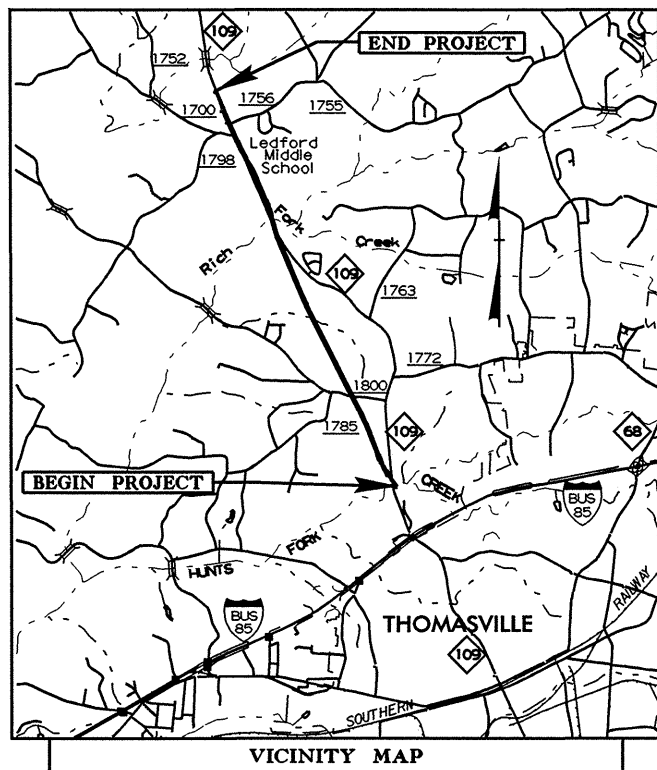 109
END PROJECT
1752
1756
1755
1700
1763
Ledford
Middle
School
1798
Fork
Rich
Creek
109
1763
1772
1800
1785
109
68
BEGIN PROJECT
CREEK
BUS
85
FORK
HUNTS
BUS
85
THOMASVILLE
109
RAILWAY
SOUTHERN
VICINITY MAP